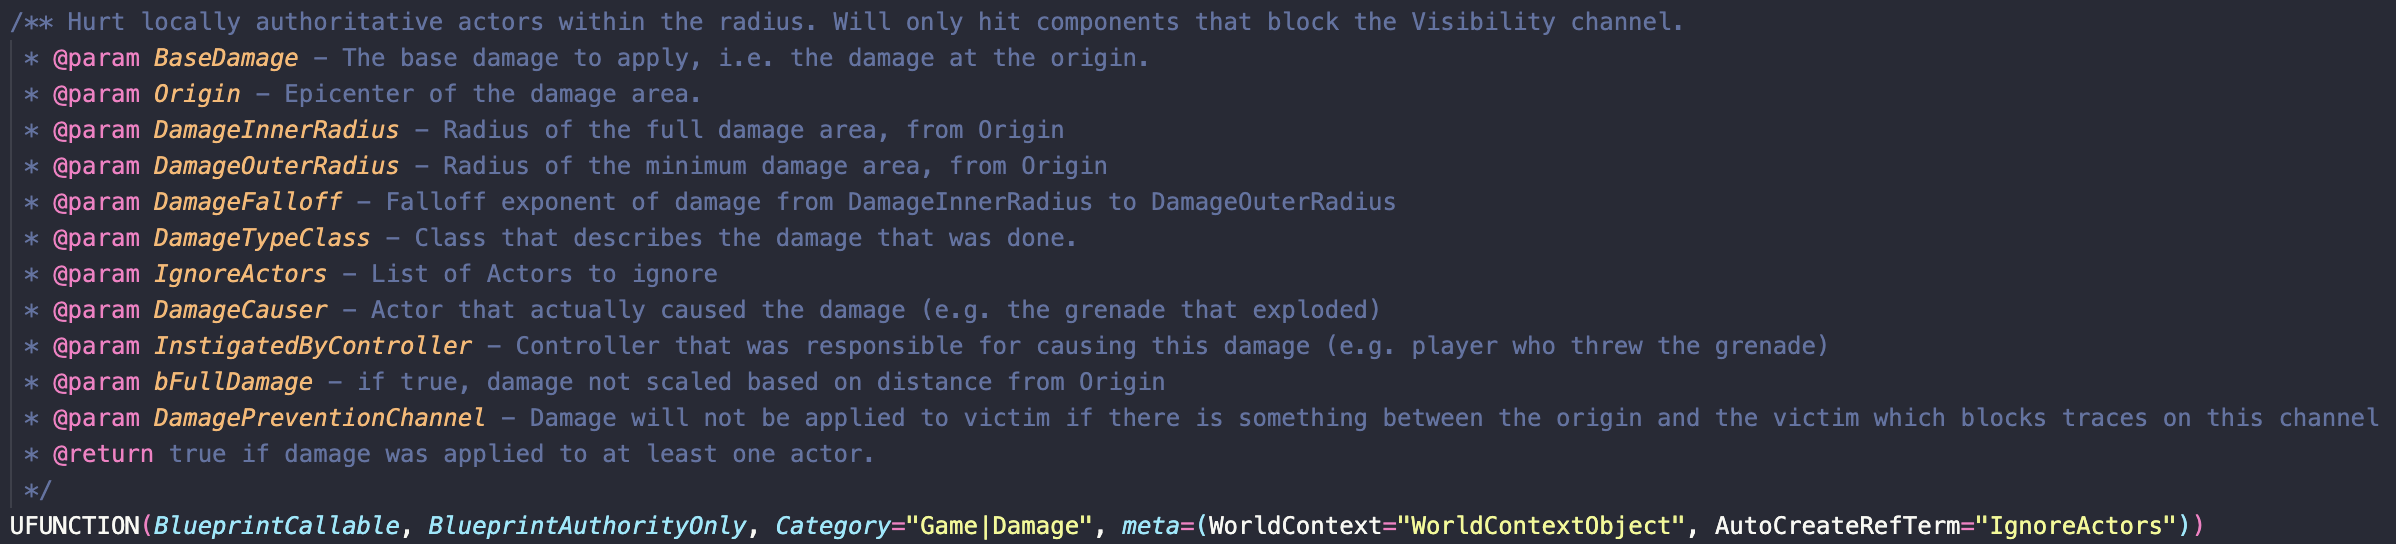 /** Hurt locally authoritative actors within the radius. Will only hit components that block the Visibility channel.
* @param BaseDamage – The base damage to apply, i.e. the damage at the origin.
* @param Origin – Epicenter of the damage area.
* @param DamageInnerRadius – Radius of the full damage area, from Origin
* @param DamageOuterRadius – Radius of the minimum damage area, from Origin
* @param DamageFalloff – Falloff exponent of damage from DamageInnerRadius to DamageOuterRadius
* @param DamageTypeClass – Class that describes the damage that was done.
* @param IgnoreActors – List of Actors to ignore
* @param DamageCauser – Actor that actually caused the damage (e.g. the grenade that exploded)
* @param InstigatedByController – Controller that was responsible for causing this damage (e.g. player who threw the grenade)
* @param bFullDamage – if true, damage not scaled based on distance from Origin
* @param DamagePreventionChannel – Damage will not be applied to victim if there is something between the origin and the victim which blocks traces on this channel
* @return true if damage was applied to at least one actor.
*/
UFUNCTION(BlueprintCallable, BlueprintAuthorityOnly, Category="Game|Damage", meta=(WorldContext="WorldContextObject", AutoCreateRefTerm="IgnoreActors"))